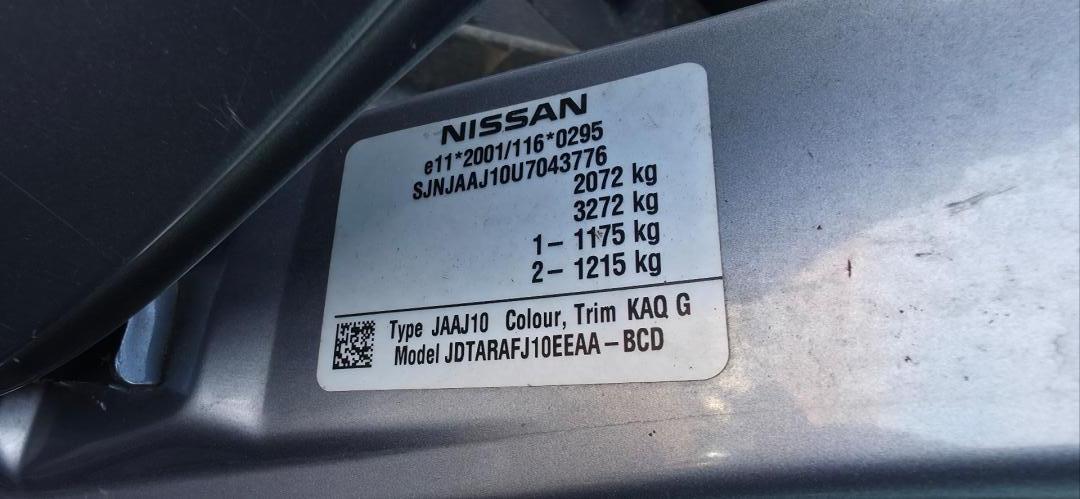 NISSAN
e11*2001/116*0295
SJNJAAJ10U7043776
2072 kg
3272 kg
1– 1175 kg
2– 1215 kg
Type JAAJ10 Colour, Trim KAQ G
Model JDTARAFJ10EEAA–BCD